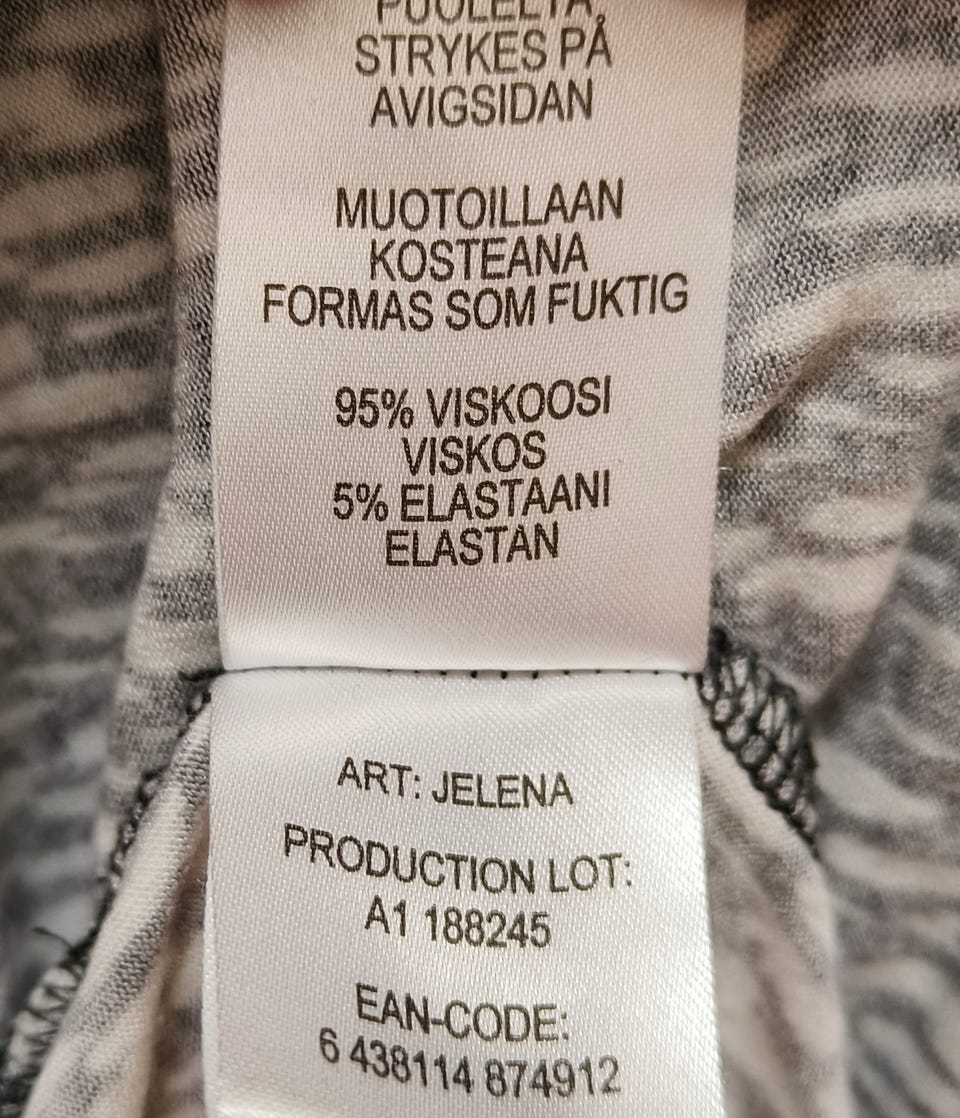 PUOLELTA
STRYKES PÅ
AVIGSIDAN
MUOTOILLAAN
KOSTEANA
FORMAS SOM FUKTIG
95% VISKOOSI
VISKOS
5% ELASTAANI
ELASTAN
ART: JELENA
PRODUCTION LOT:
A1 188245
EAN-CODE:
6 438114 874912